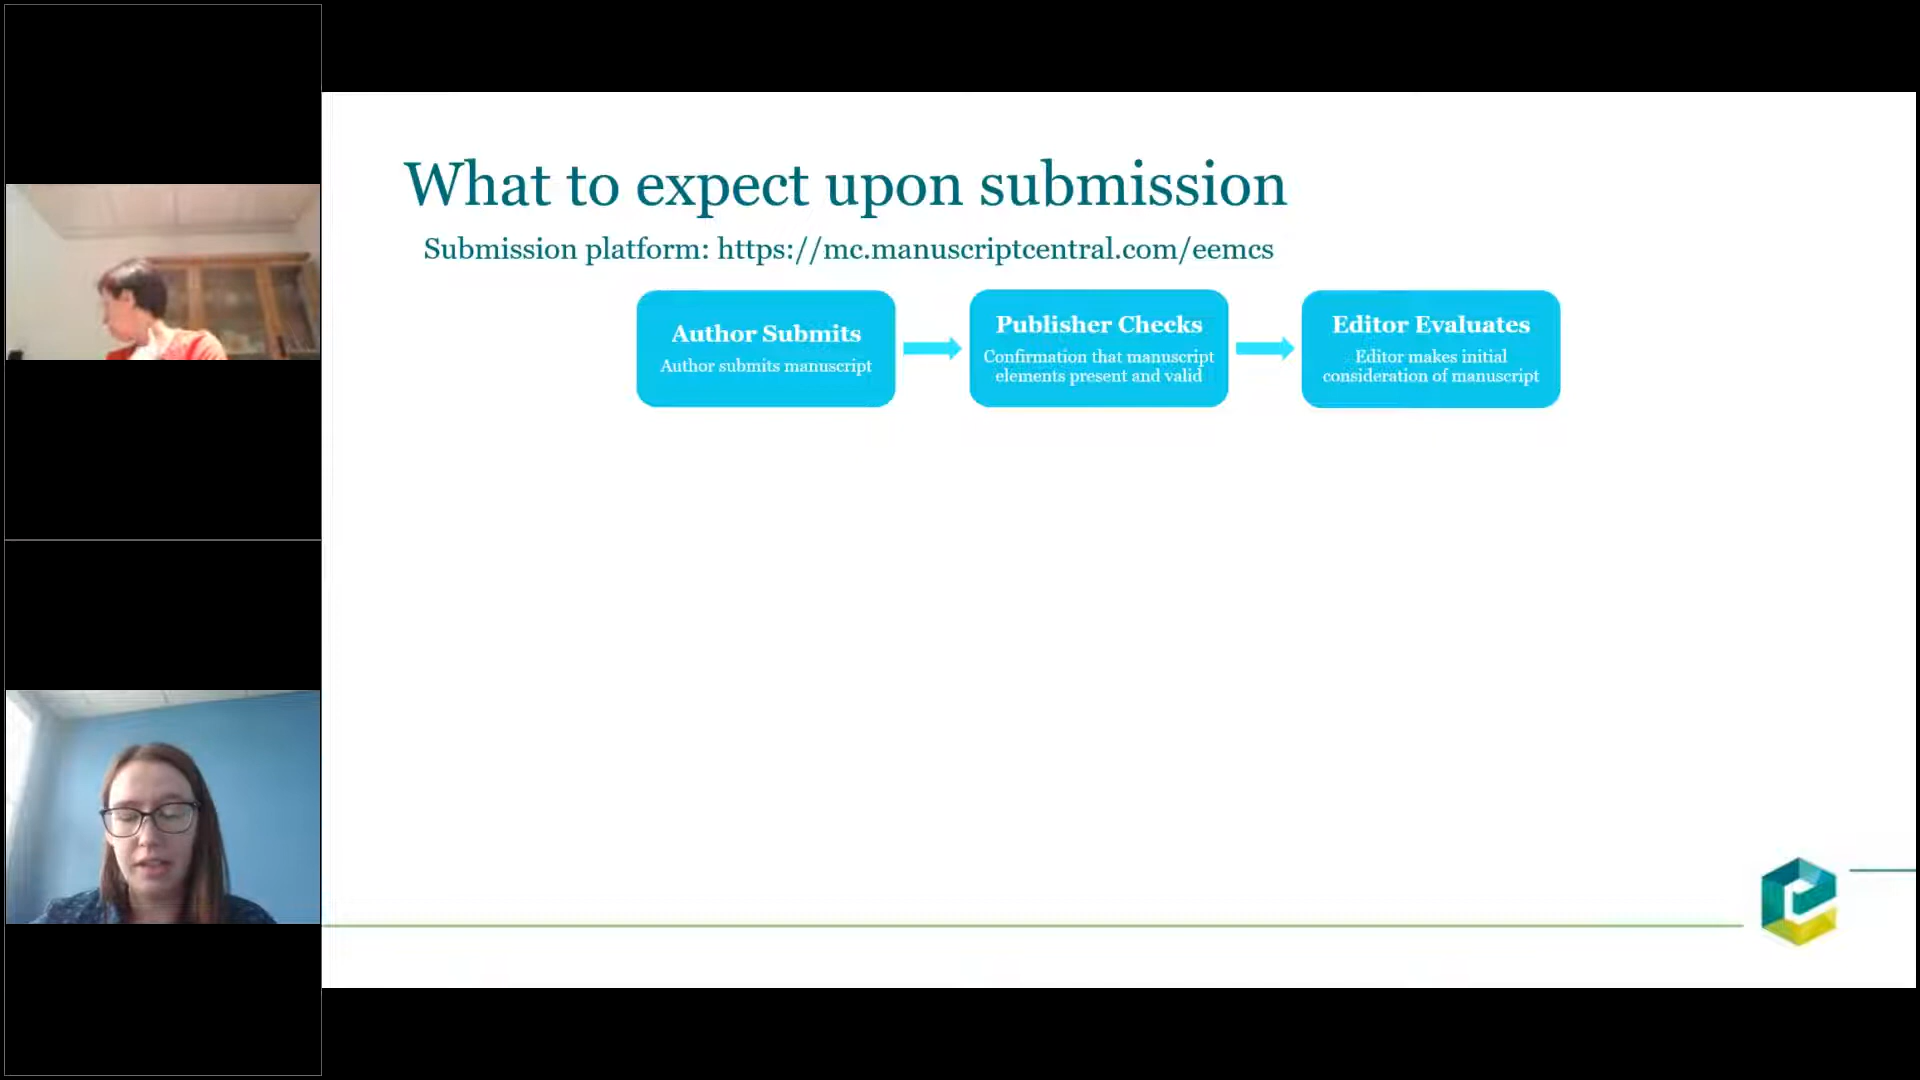 What to expect upon submission
Submission platform: https://mc.manuscriptcentral.com/eemcs
Author Submits
Author submits manuscript
Publisher Checks
Confirmation that manuscript
elements present and valid
Editor Evaluates
Editor makes initial
consideration of manuscript